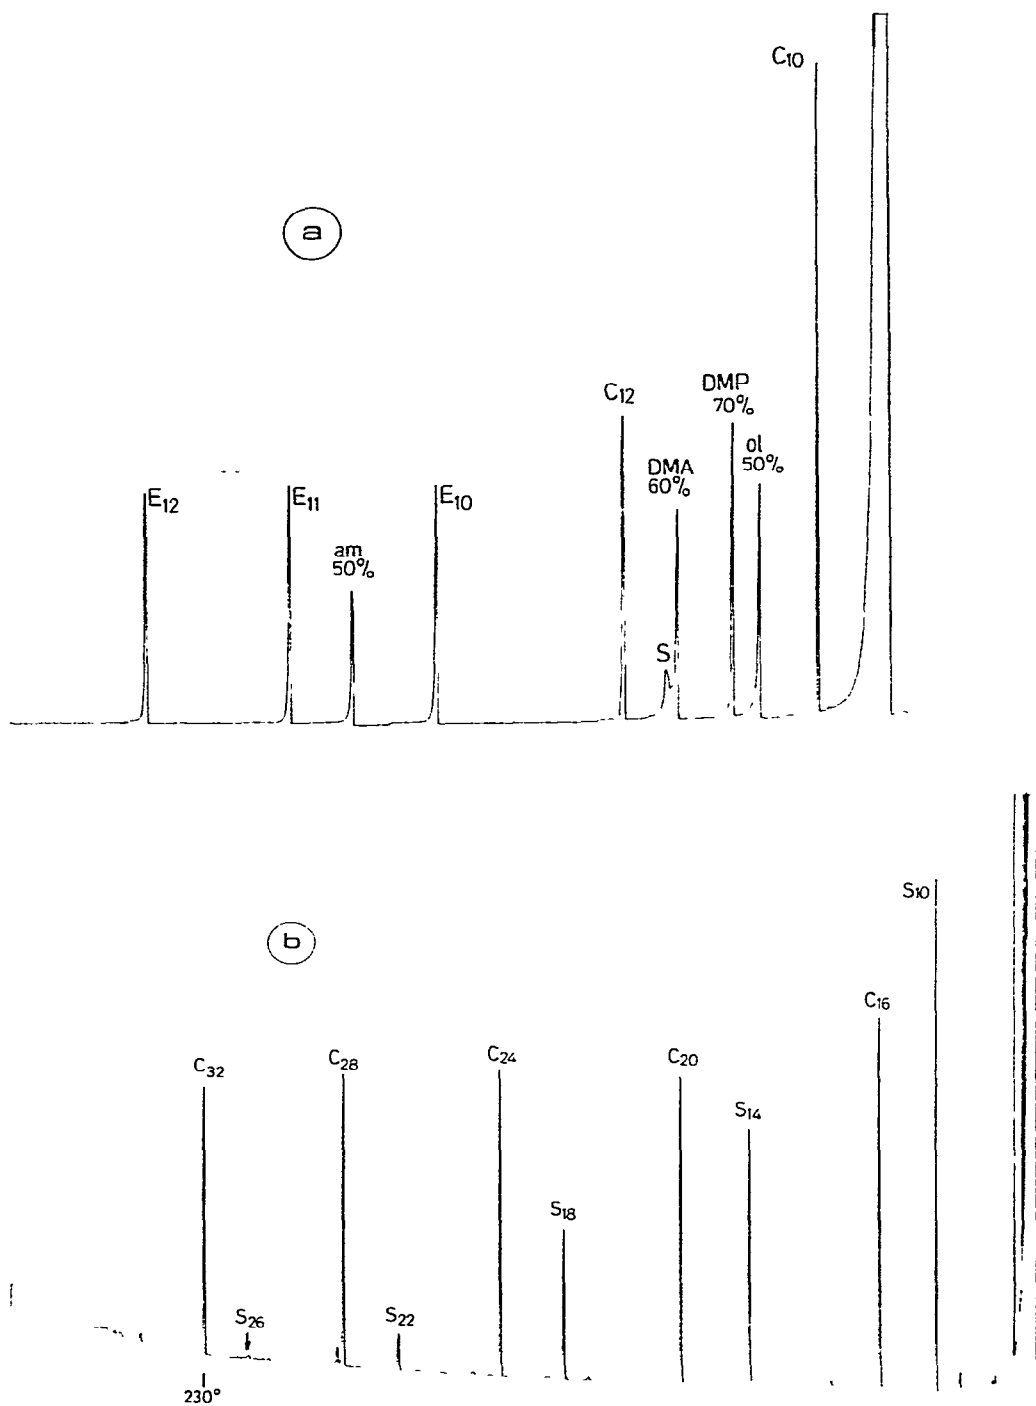 C10
a
C12
DMP
70%
ol
50%
DMA
60%
E12
E11
E10
am
50%
S
b
S10
C16
C32
C28
C24
C20
S14
S18
S26
S22
230°